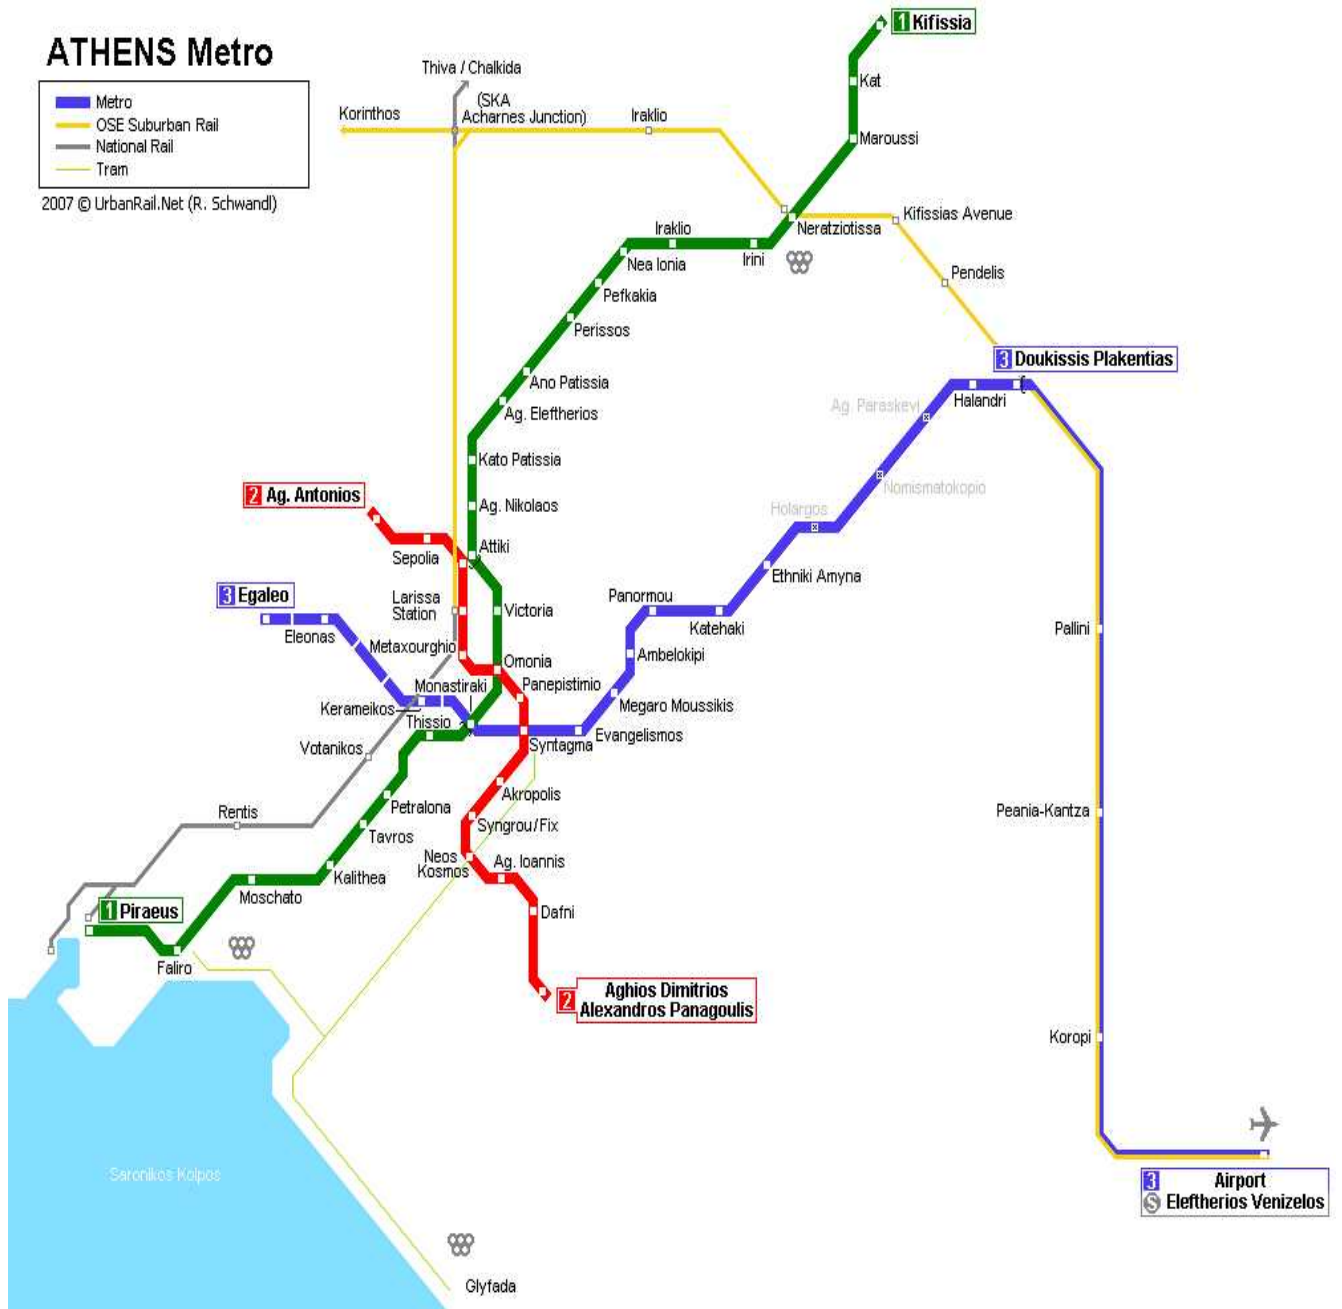 ATHENS Metro
Metro
OSE Suburban Rail
National Rail
Tram
2007 © UrbanRail.Net (R. Schwandl)
1 Kifissia
Kat
Maroussi
Thiva / Chalkida
(SKA
Acharnes Junction)
Korinthos
Iraklio
Neratziotissa
Kifissias Avenue
Pendelis
Iraklio
Irini
Nea Ionia
Pefkakia
Perissos
Ano Patissia
Ag. Eleftherios
Kato Patissia
Ag. Nikolaos
Attiki
Victoria
Omonia
3 Doukissis Plakentias
Halandri
Ag. Paraskevi
Nomismatokopio
Holargos
Ethniki Amyna
Katehaki
Panormou
Ambelokipi
Megaro Moussikis
Evangelismos
Syntagma
Panepistimio
2 Ag. Antonios
Sepolia
Larissa
Station
Metaxourghio
3 Egaleo
Eleonas
Kerameikos
Monastiraki
Thissio
Votanikos
Rentis
Petralona
Tavros
Kalithea
Moschato
Faliro
1 Piraeus
Akropolis
Syngrou/Fix
Neos
Kosmos
Ag. Ioannis
Dafni
2 Aghios Dimitrios
Alexandros Panagoulis
Pallini
Peania-Kantza
Koropi
3 Airport
S Eleftherios Venizelos
Saronikos Kolpos
Glyfada